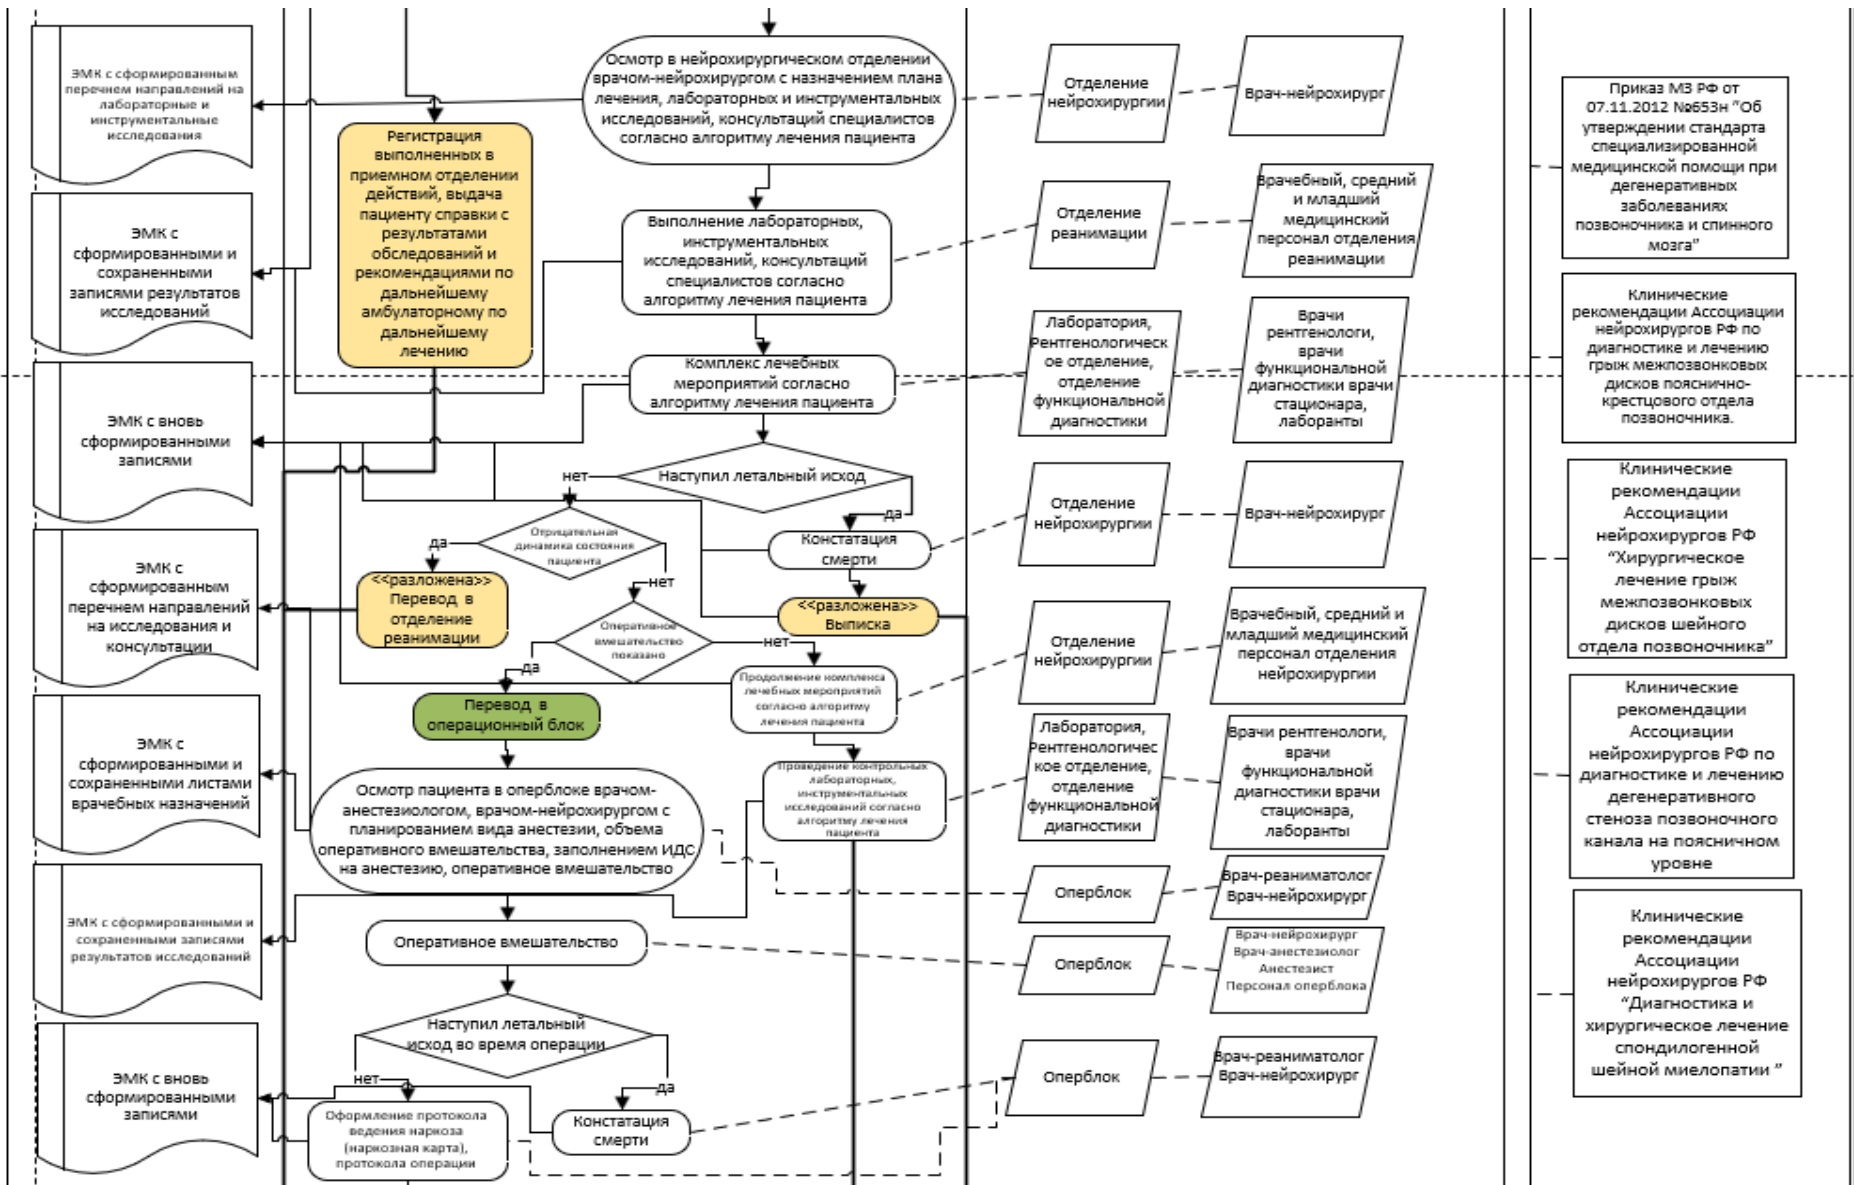 ЭМК с сформированным
перечнем направлений на
лабораторные и
инструментальные
исследования
ЭМК с
сформированными и
сохраненными
записями результатов
исследований
ЭМК с вновь
сформированными
записями
ЭМК с
сформированным
перечнем направлений
на исследования и
консультации
ЭМК с
сформированными и
сохраненными листами
врачебных назначений
ЭМК с сформированными и
сохраненными записями
результатов исследований
ЭМК с вновь
сформированными
записями
Регистрация
выполненных в
приемном отделении
действий, выдача
пациенту справки с
результатами
обследований и
рекомендациями по
дальнейшему
амбулаторному по
дальнейшему
лечению
Осмотр в нейрохирургическом отделении
врачом-нейрохирургом с назначением плана
лечения, лабораторных и инструментальных
исследований, консультаций специалистов
согласно алгоритму лечения пациента
Выполнение лабораторных,
инструментальных
исследований, консультаций
специалистов согласно
алгоритму лечения пациента
Комплекс лечебных
мероприятий согласно
алгоритму лечения пациента
Наступил летальный исход
нет
да
Отрицательная
динамика состояния
пациента
да
нет
Констатация
смерти
<<разложена>>
Выписка
<<разложена>>
Перевод в
отделение
реанимации
Оперативное
вмешательство
показано
нет
да
Продолжение комплекса
лечебных мероприятий
согласно алгоритму
лечения пациента
Перевод в
операционный блок
Проведение контрольных
лабораторных,
инструментальных
исследований согласно
алгоритму лечения
пациента
Осмотр пациента в оперблоке врачом-
анестезиологом, врачом-нейрохирургом с
планированием вида анестезии, объема
оперативного вмешательства, заполнением ИДС
на анестезию, оперативное вмешательство
Оперативное вмешательство
Наступил летальный
исход во время операции
нет
да
Оформление протокола
ведения наркоза
(наркозная карта),
протокола операции
Констатация
смерти
Отделение
нейрохирургии
Врач-нейрохирург
Отделение
реанимации
Врачебный, средний
и младший
медицинский
персонал отделения
реанимации
Лаборатория,
Рентгенологическ
ое отделение,
отделение
функциональной
диагностики
Врачи
рентгенологи,
врачи
функциональной
диагностики врачи
стационара,
лаборанты
Отделение
нейрохирургии
Врач-нейрохирург
Отделение
нейрохирургии
Врачебный, средний и
младший медицинский
персонал отделения
нейрохирургии
Лаборатория,
Рентгенологичес
кое отделение,
отделение
функциональной
диагностики
Врачи рентгенологи,
врачи
функциональной
диагностики врачи
стационара,
лаборанты
Оперблок
Врач-реаниматолог
Врач-нейрохирург
Оперблок
Врач-нейрохирург
Врач-анестезиолог
Анестезист
Персонал оперблока
Оперблок
Врач-реаниматолог
Врач-нейрохирург
Приказ МЗ РФ от
07.11.2012 №653н "Об
утверждении стандарта
специализированной
медицинской помощи при
дегенеративных
заболеваниях
позвоночника и спинного
мозга"
Клинические
рекомендации Ассоциации
нейрохирургов РФ по
диагностике и лечению
грыж межпозвонковых
дисков пояснично-
крестцового отдела
позвоночника.
Клинические
рекомендации
Ассоциации
нейрохирургов РФ
"Хирургическое
лечение грыж
межпозвонковых
дисков шейного
отдела позвоночника"
Клинические
рекомендации
Ассоциации
нейрохирургов РФ по
диагностике и лечению
дегенеративного
стеноза позвоночного
канала на поясничном
уровне
Клинические
рекомендации
Ассоциации
нейрохирургов РФ
"Диагностика и
хирургическое лечение
спондилогенной
шейной миелопатии "